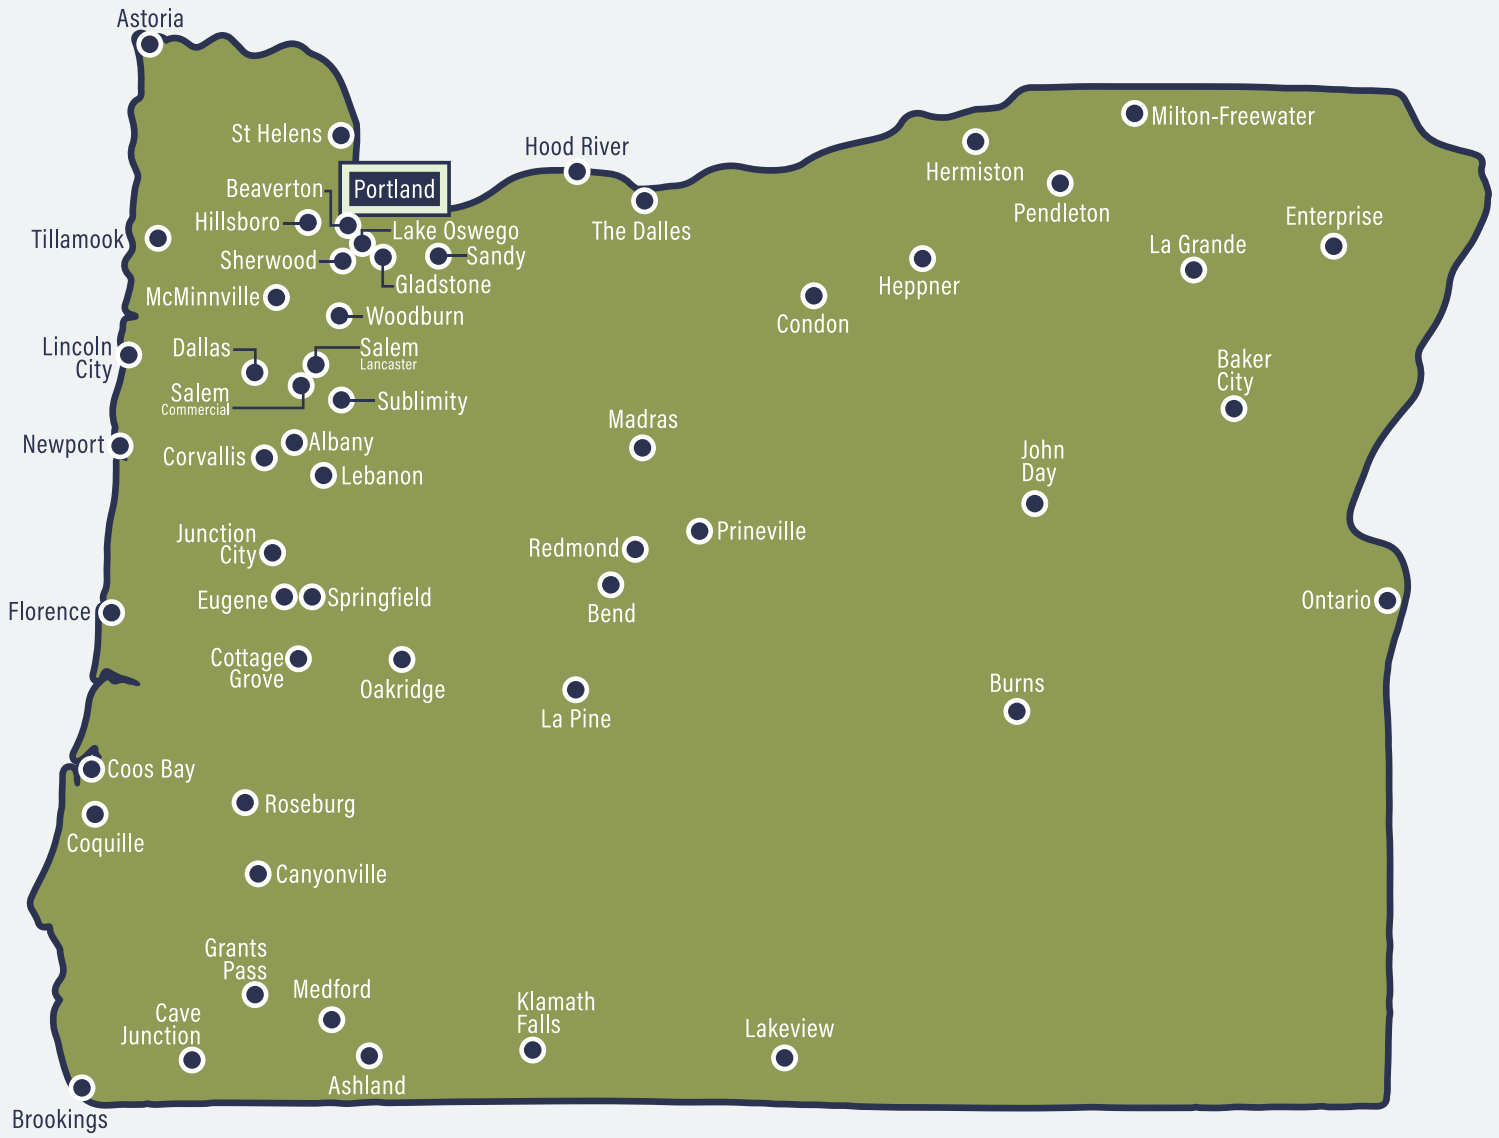 Astoria
St Helens
Hood River
Milton-Freewater
Hermiston
Beaverton
Portland
Pendleton
Hillsboro
Lake Oswego
The Dalles
Enterprise
Tillamook
La Grande
Sherwood
Sandy
Gladstone
Heppner
McMinnville
Woodburn
Condon
Lincoln
City
Dallas
Salem
Lancaster
Baker
City
Salem
Commercial
Sublimity
Madras
Newport
Albany
Corvallis
Lebanon
John
Day
Junction
City
Prineville
Redmond
Eugene
Springfield
Bend
Ontario
Florence
Cottage
Grove
Oakridge
La Pine
Burns
Coos Bay
Roseburg
Coquille
Canyonville
Grants
Pass
Medford
Cave
Junction
Klamath
Falls
Lakeview
Ashland
Brookings